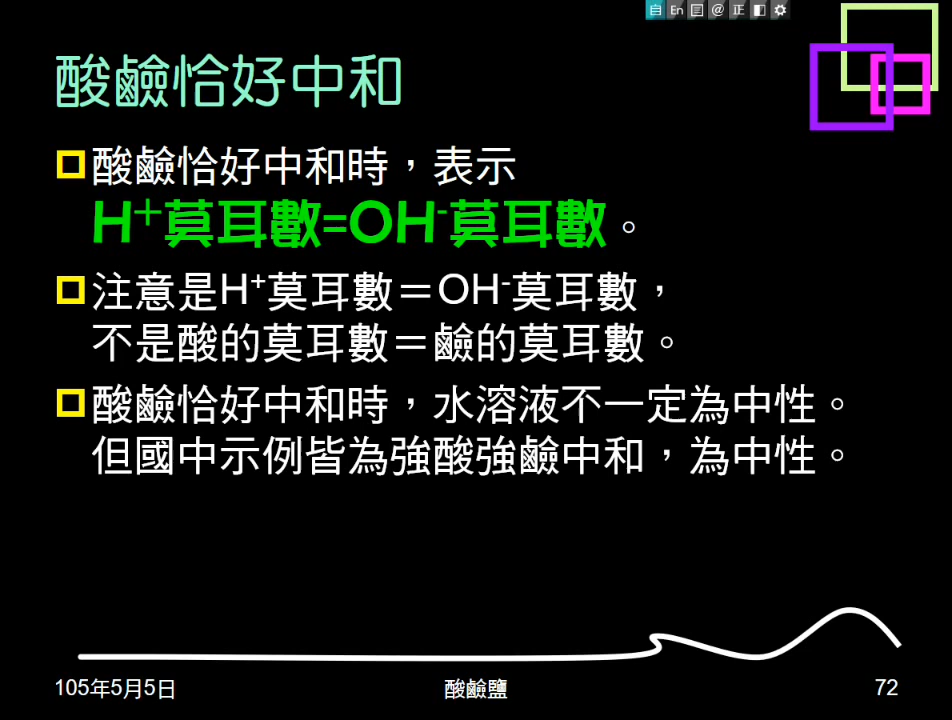 自 En @ 正
酸鹼恰好中和
酸鹼恰好中和時，表示
H⁺莫耳數=OH⁻莫耳數。
注意是H⁺莫耳數＝OH⁻莫耳數，
不是酸的莫耳數＝鹼的莫耳數。
酸鹼恰好中和時，水溶液不一定為中性。
但國中示例皆為強酸強鹼中和，為中性。
105年5月5日
酸鹼鹽
72